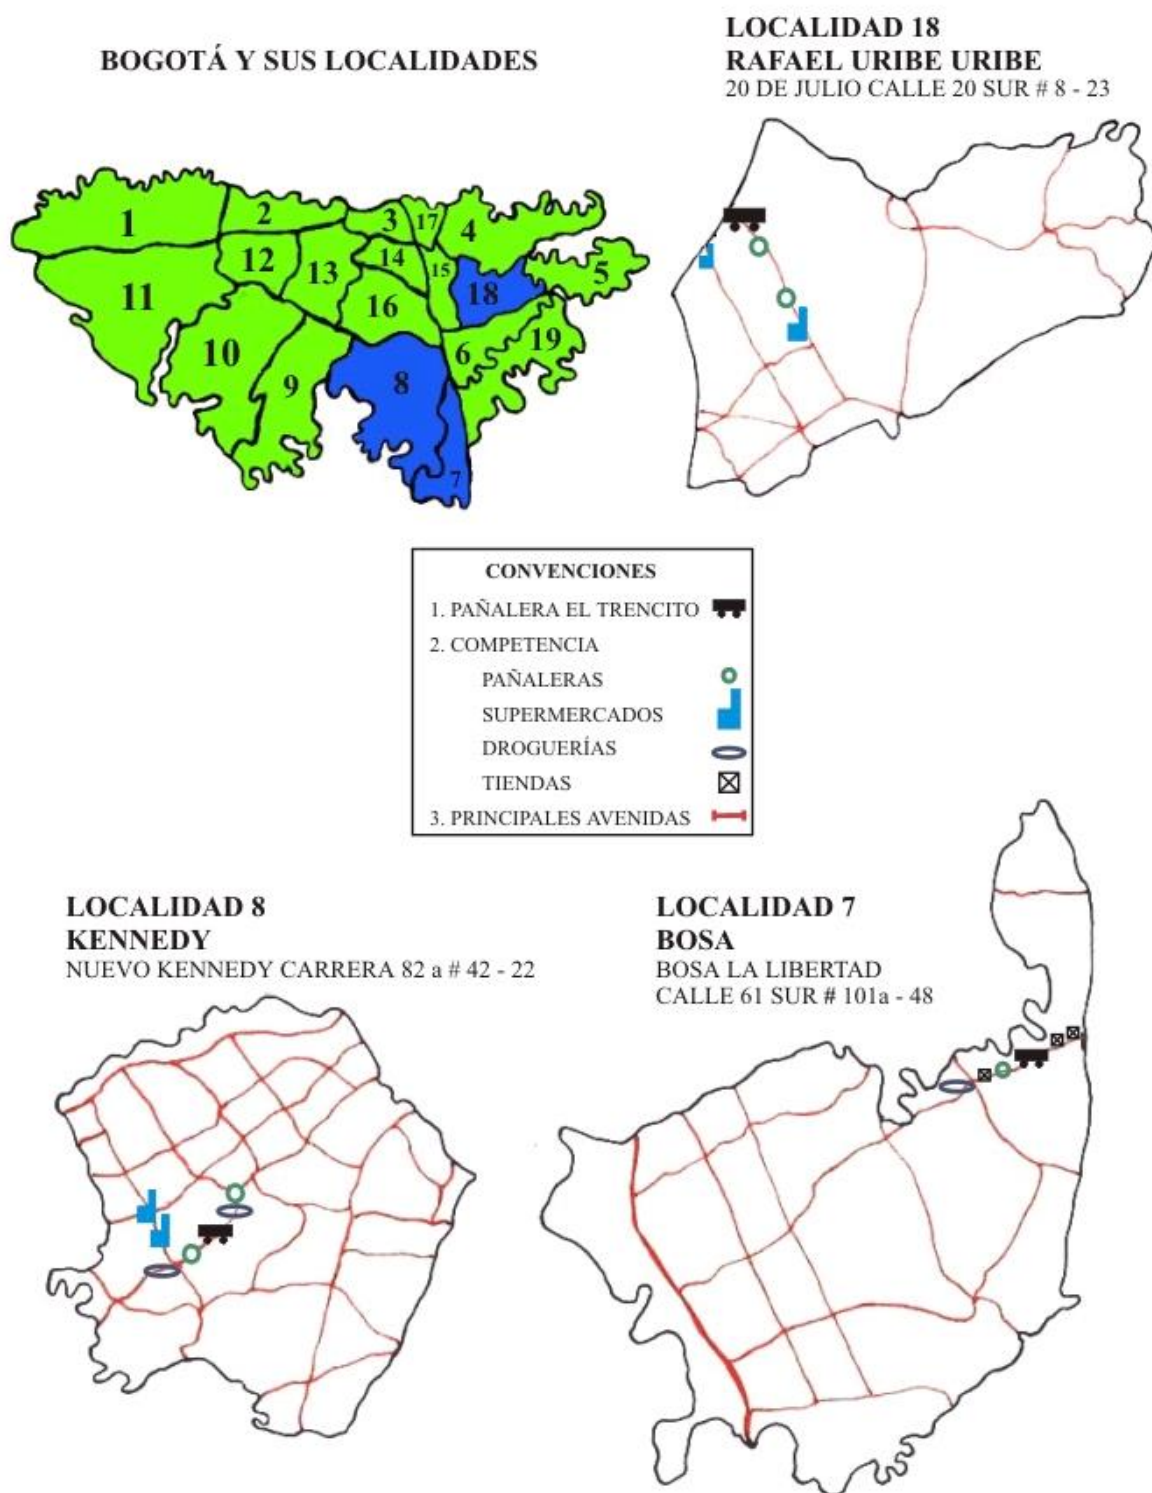 BOGOTÁ Y SUS LOCALIDADES
1
2
3
17
4
12
13
14
15
5
11
18
16
10
6
19
9
8
7
LOCALIDAD 18
RAFAEL URIBE URIBE
20 DE JULIO CALLE 20 SUR # 8 - 23
CONVENCIONES
1. PAÑALERA EL TRENCITO
2. COMPETENCIA
PAÑALERAS
SUPERMERCADOS
DROGUERÍAS
TIENDAS
3. PRINCIPALES AVENIDAS
LOCALIDAD 8
KENNEDY
NUEVO KENNEDY CARRERA 82 a # 42 - 22
LOCALIDAD 7
BOSA
BOSA LA LIBERTAD
CALLE 61 SUR # 101a - 48